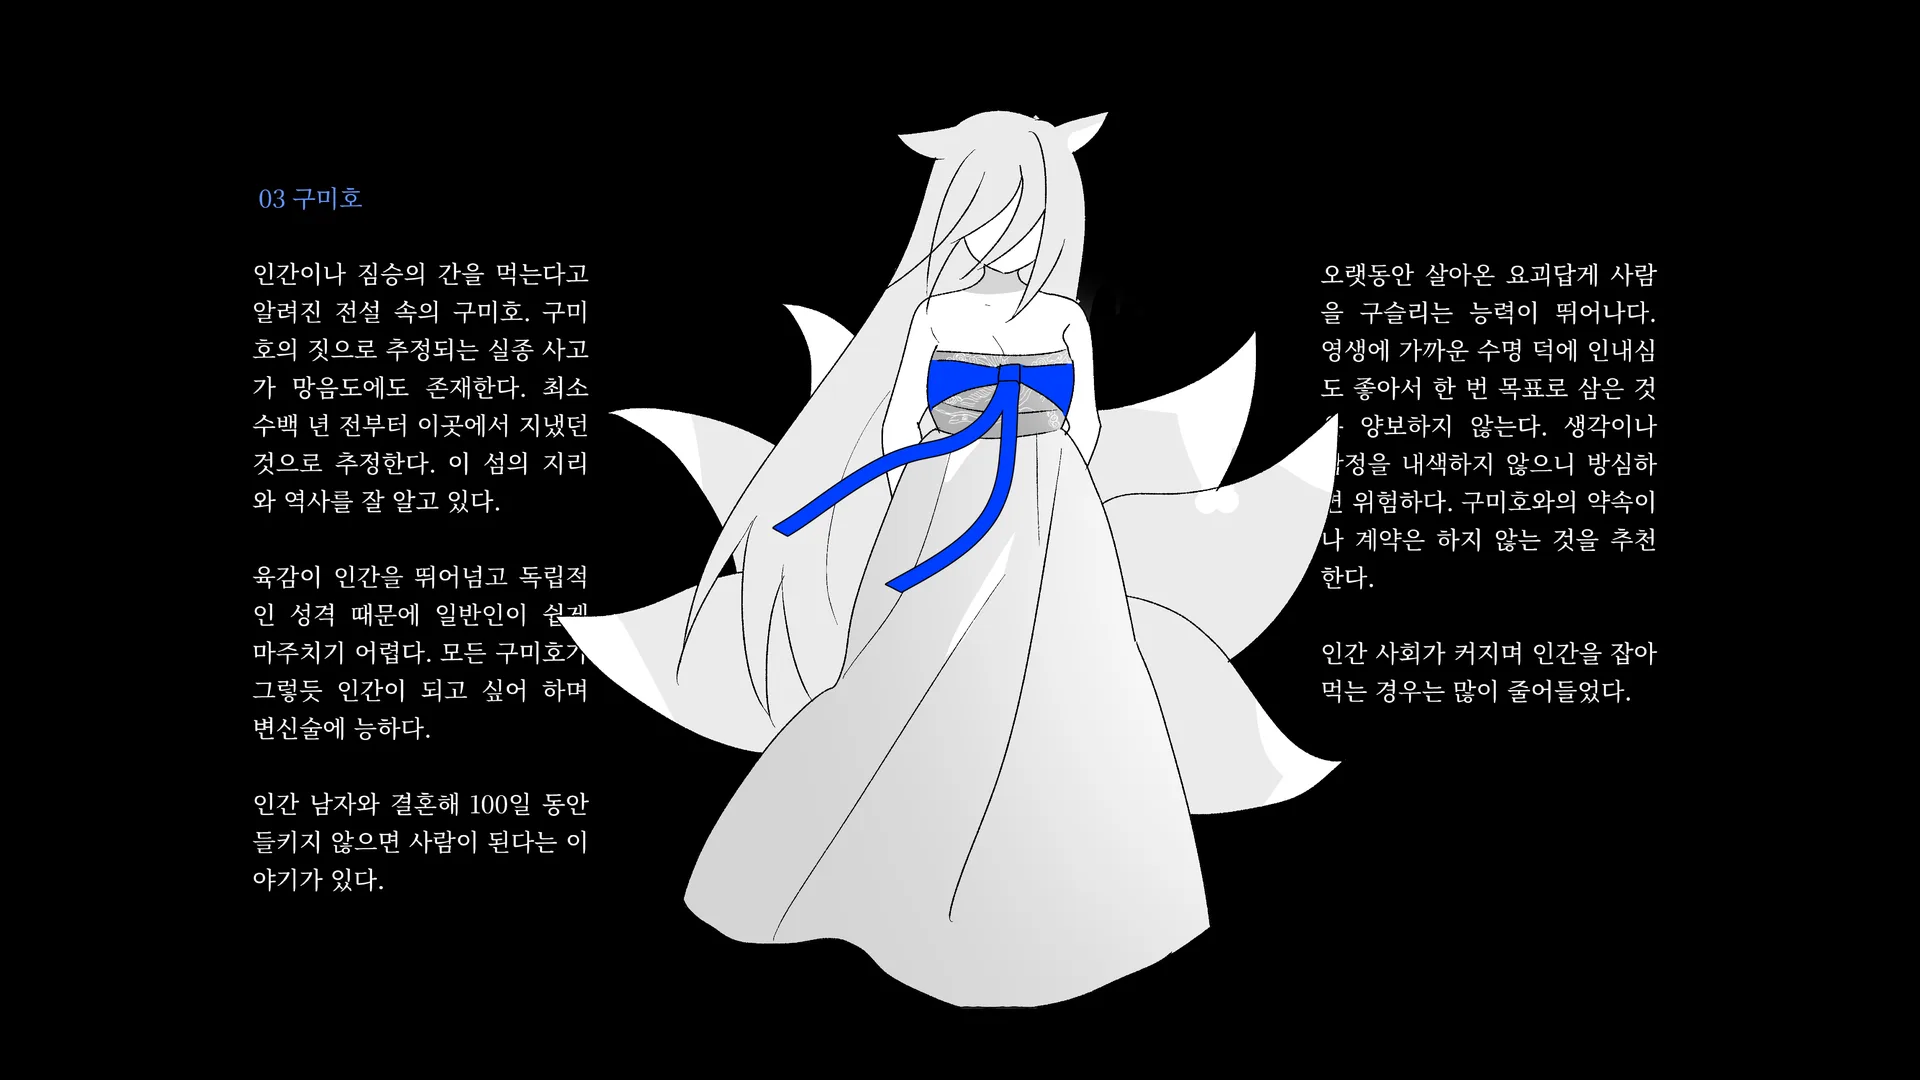 03 구미호
인간이나 짐승의 간을 먹는다고
알려진 전설 속의 구미호. 구미
호의 짓으로 추정되는 실종 사고
가 망음도에도 존재한다. 최소
수백 년 전부터 이곳에서 지냈던
것으로 추정한다. 이 섬의 지리
와 역사를 잘 알고 있다.
육감이 인간을 뛰어넘고 독립적
인 성격 때문에 일반인이 쉽게
마주치기 어렵다. 모든 구미호가
그렇듯 인간이 되고 싶어 하며
변신술에 능하다.
인간 남자와 결혼해 100일 동안
들키지 않으면 사람이 된다는 이
야기가 있다.
오랫동안 살아온 요괴답게 사람
을 구슬리는 능력이 뛰어나다.
영생에 가까운 수명 덕에 인내심
도 좋아서 한 번 목표로 삼은 것
양보하지 않는다. 생각이나
내색하지 않으니 방심하
위험하다. 구미호와의 약속이
나 계약은 하지 않는 것을 추천
한다.
인간 사회가 커지며 인간을 잡아
먹는 경우는 많이 줄어들었다.